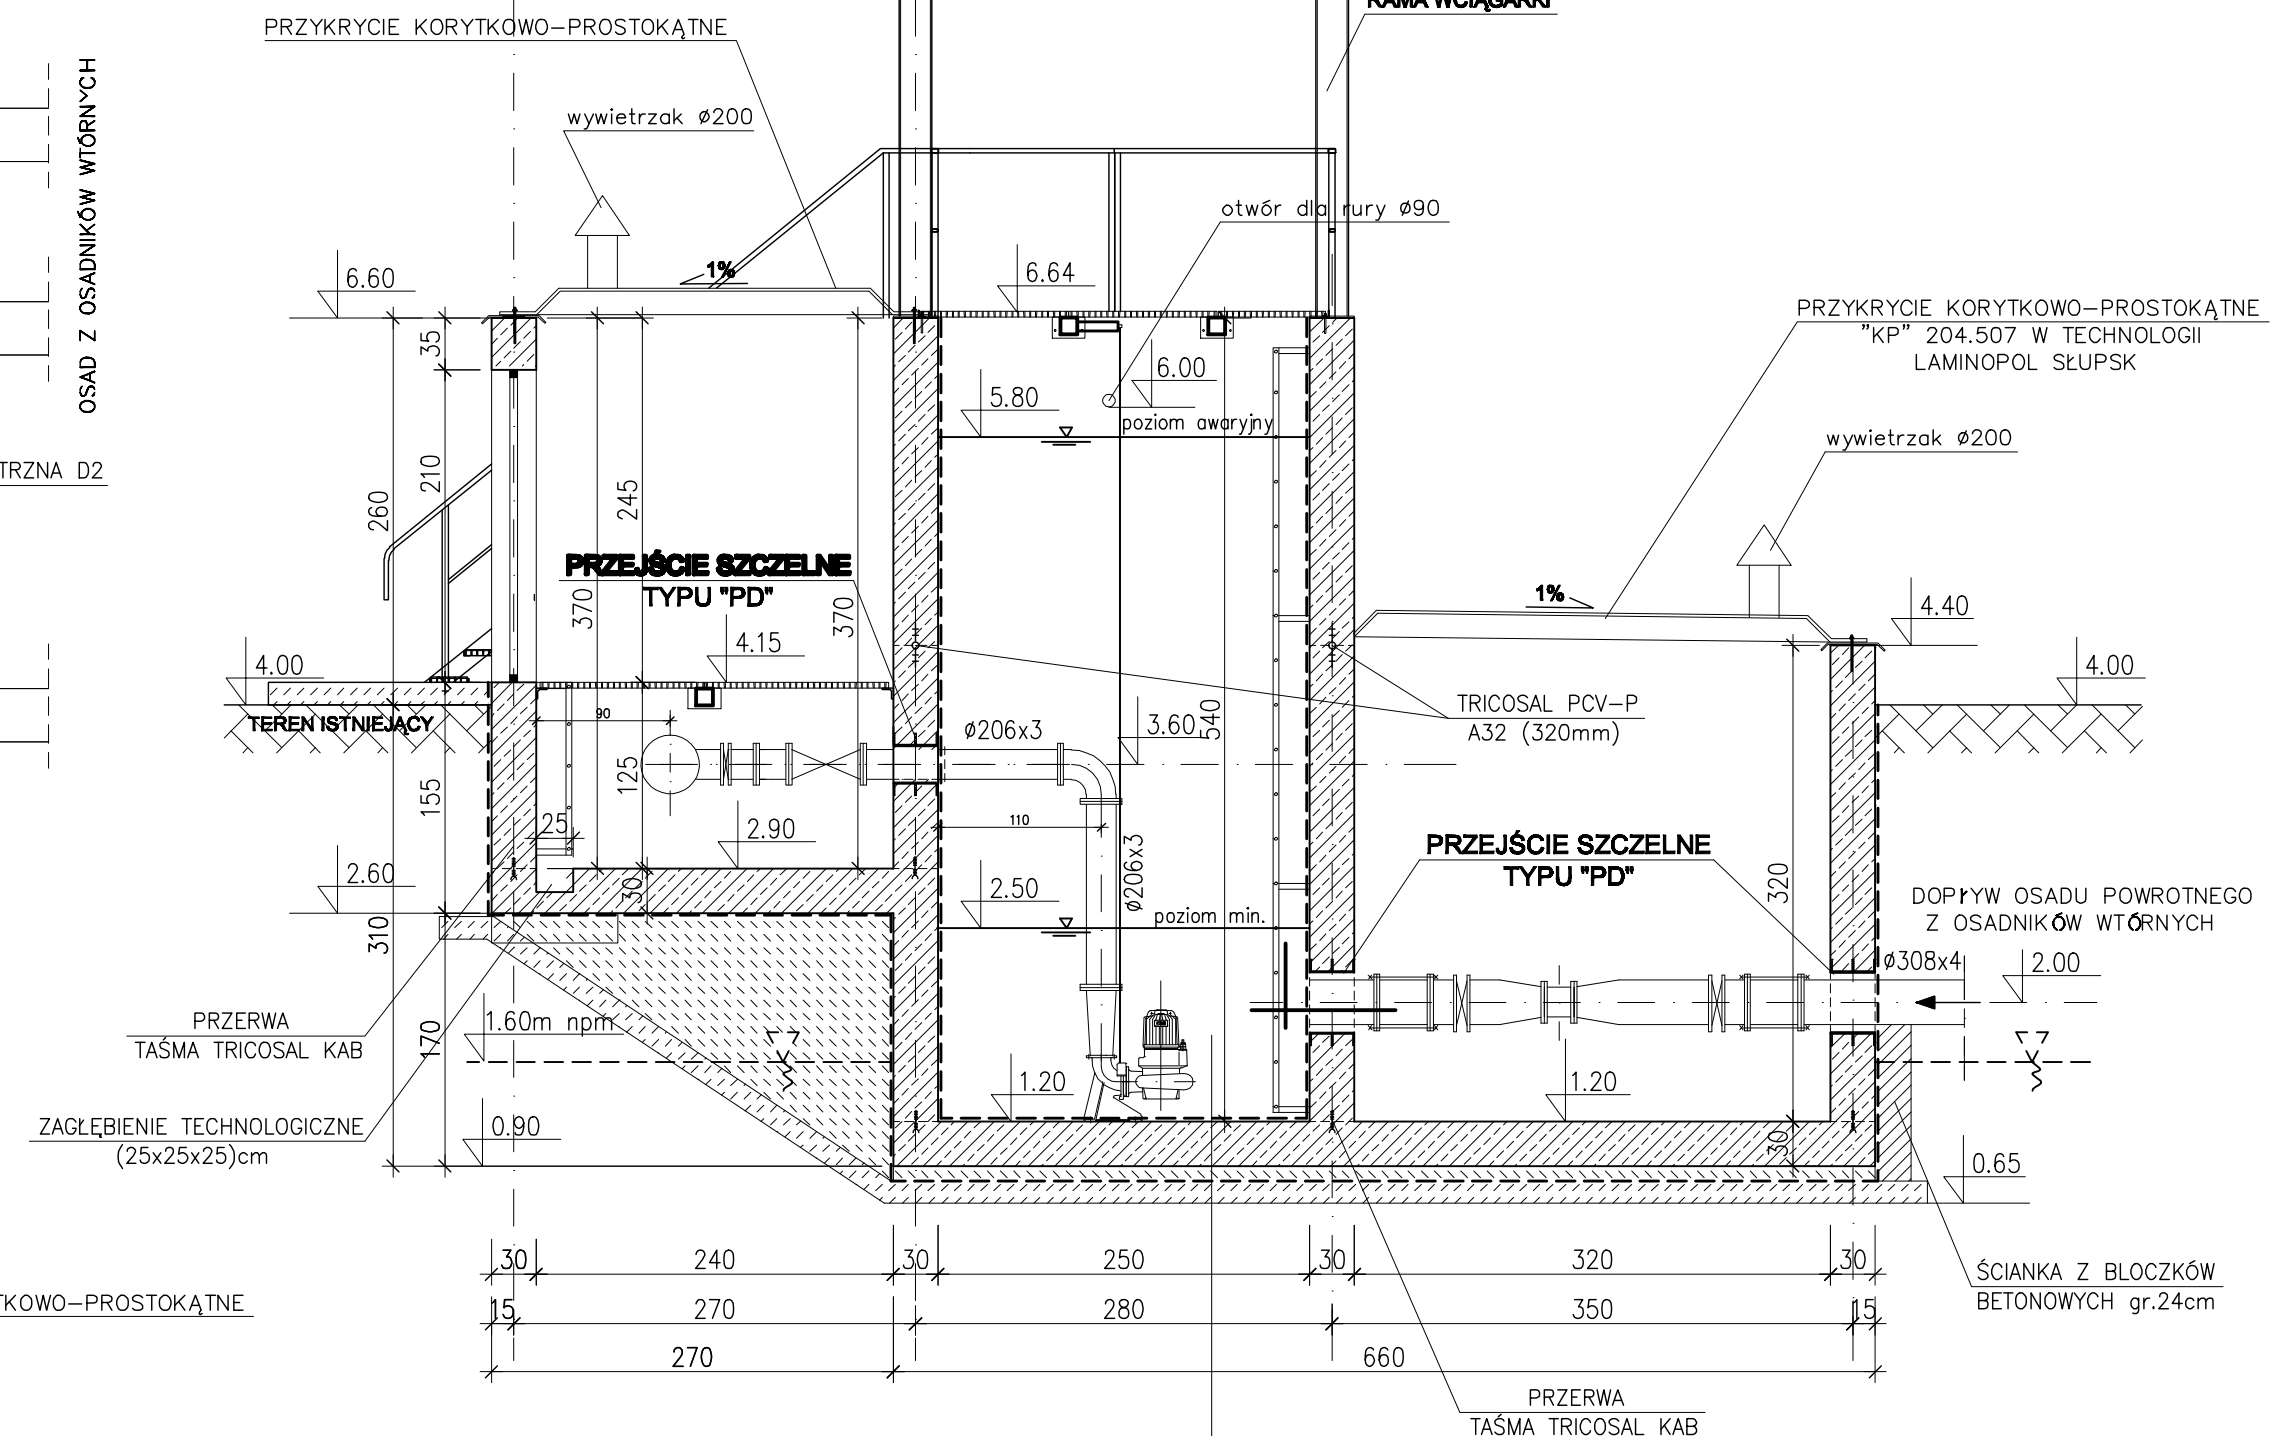 RAMA WCIĄGARKI
PRZYKRYCIE KORYTKOWO-PROSTOKĄTNE
OSAD Z OSADNIKÓW WTÓRNYCH
wywietrzak ø200
otwór dla rury ø90
1%
6.60
6.64
PRZYKRYCIE KORYTKOWO-PROSTOKĄTNE
"KP" 204.507 W TECHNOLOGII
LAMINOPOL SŁUPSK
35
6.00
5.80
poziom awaryjny
wywietrzak ø200
TRZNA D2
210
260
245
PRZEJŚCIE SZCZELNE
TYPU "PD"
370
370
1%
4.40
4.15
4.00
4.00
TEREN ISTNIEJĄCY
90
ø206x3
3.60
540
TRICOSAL PCV-P
A32 (320mm)
125
155
25
2.90
110
ø206x3
PRZEJŚCIE SZCZELNE
TYPU "PD"
320
2.60
30
2.50
poziom min.
DOPŁYW OSADU POWROTNEGO
Z OSADNIKÓW WTÓRNYCH
310
ø308x4
2.00
PRZERWA
TAŚMA TRICOSAL KAB
1.60m npm
170
1.20
1.20
ZAGŁĘBIENIE TECHNOLOGICZNE
(25x25x25)cm
0.90
30
0.65
30 240 30 250 30 320 30
ŚCIANKA Z BLOCZKÓW
BETONOWYCH gr.24cm
TKOWO-PROSTOKĄTNE
15 270 280 350 15
270 660
PRZERWA
TAŚMA TRICOSAL KAB